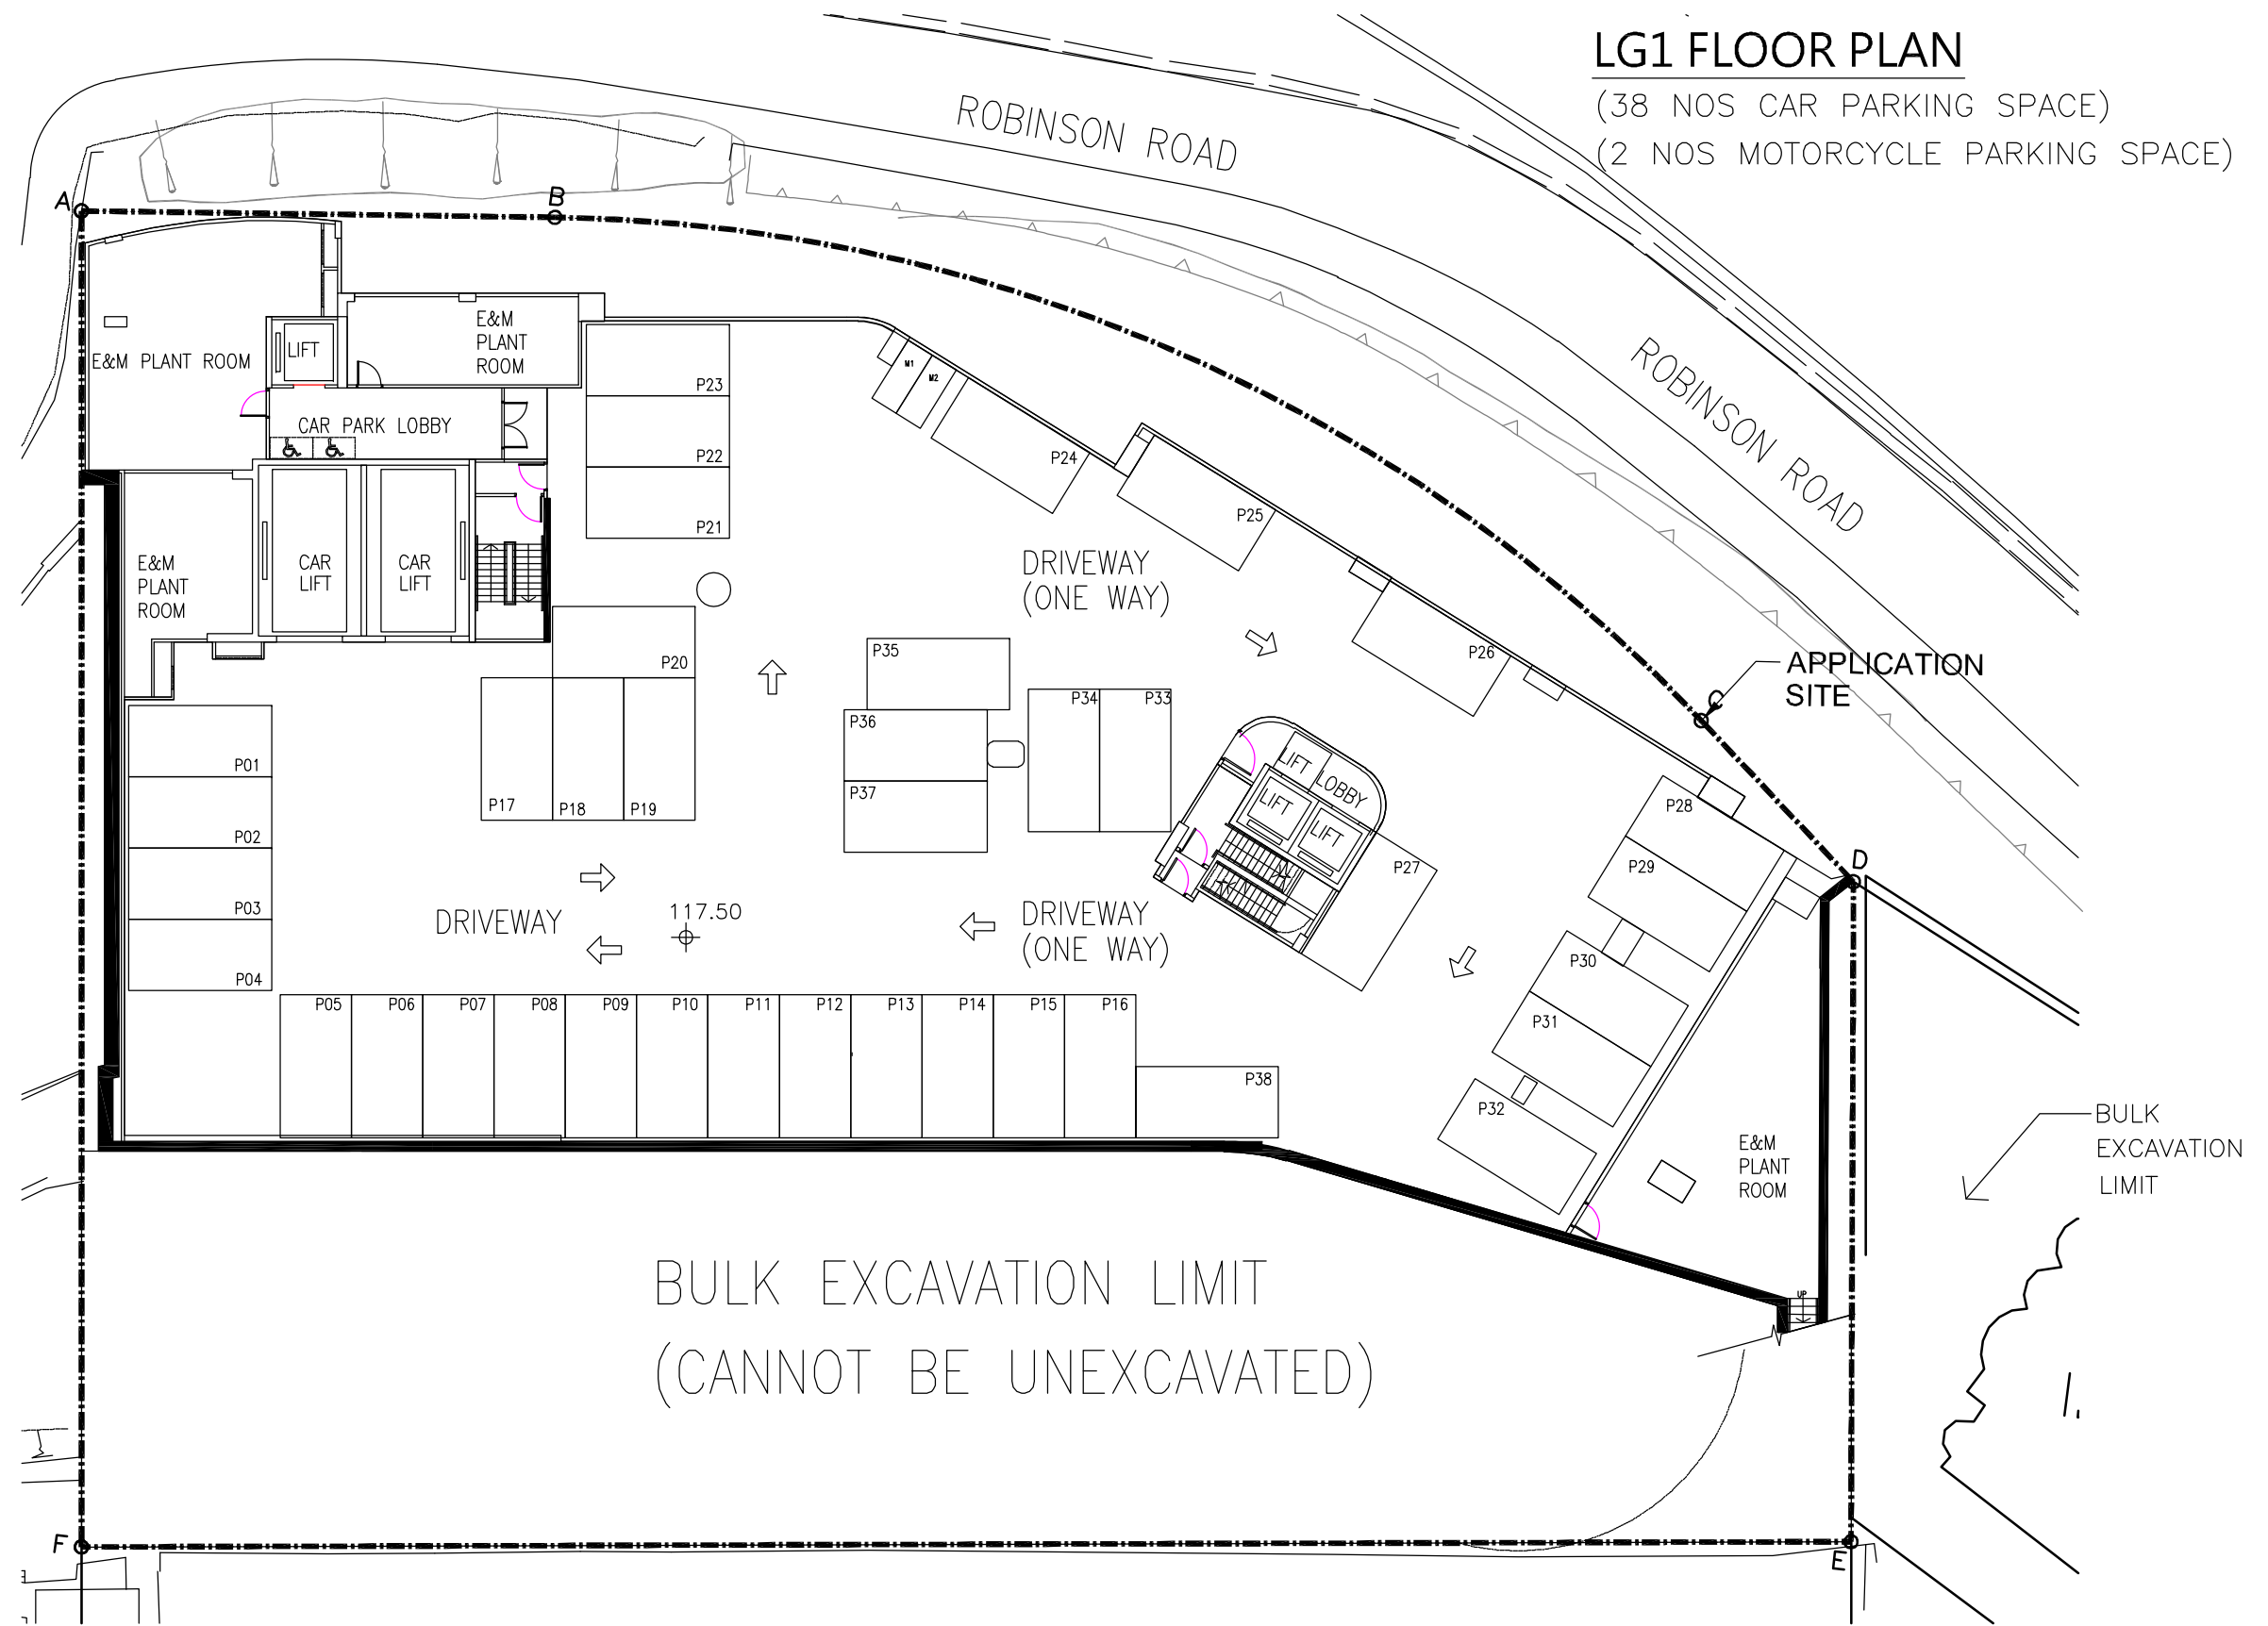 LG1 FLOOR PLAN
(38 NOS CAR PARKING SPACE)
(2 NOS MOTORCYCLE PARKING SPACE)
ROBINSON ROAD
ROBINSON ROAD
A
B
E&M
PLANT
ROOM
LIFT
E&M PLANT ROOM
M1
M2
P23
CAR PARK LOBBY
P22
P24
P21
P25
E&M
PLANT
ROOM
CAR
LIFT
CAR
LIFT
DRIVEWAY
(ONE WAY)
P20
P35
P26
APPLICATION
SITE
C
P34
P33
P36
P01
P17
P18
P19
P37
LIFT LOBBY
LIFT
LIFT
P28
P02
P27
P29
D
P03
DRIVEWAY
117.50
DRIVEWAY
(ONE WAY)
P04
P30
P05
P06
P07
P08
P09
P10
P11
P12
P13
P14
P15
P16
P31
P38
P32
BULK
EXCAVATION
LIMIT
E&M
PLANT
ROOM
UP
BULK EXCAVATION LIMIT
(CANNOT BE UNEXCAVATED)
F
E